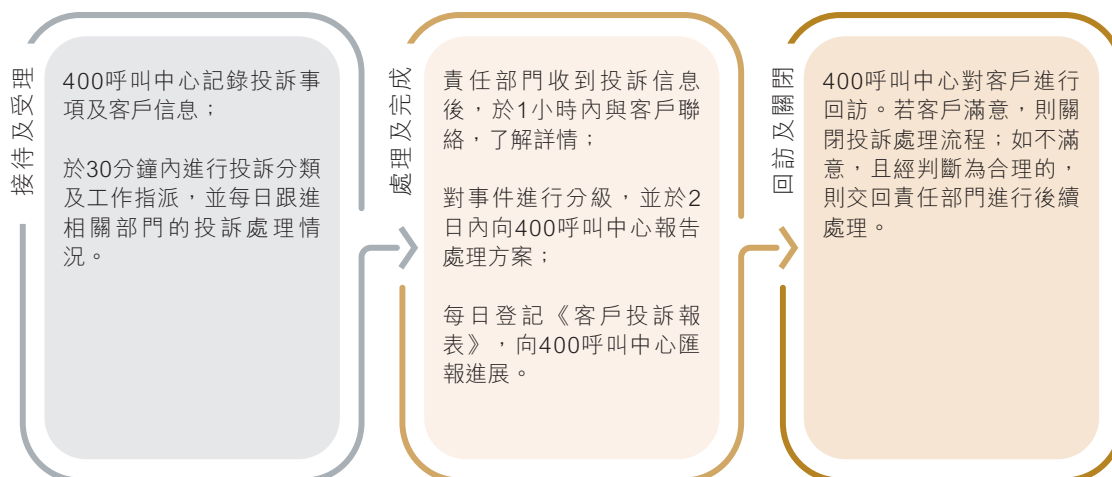 接待及受理
400呼叫中心記錄投訴事
項及客戶信息；
於30分鐘內進行投訴分類
及工作指派，並每日跟進
相關部門的投訴處理情
況。
處理及完成
責任部門收到投訴信息
後，於1小時內與客戶聯
絡，了解詳情；
對事件進行分級，並於2
日內向400呼叫中心報告
處理方案；
每日登記《客戶投訴報
表》，向400呼叫中心匯
報進展。
回訪及關閉
400呼叫中心對客戶進行
回訪。若客戶滿意，則關
閉投訴處理流程；如不滿
意，且經判斷為合理的，
則交回責任部門進行後續
處理。